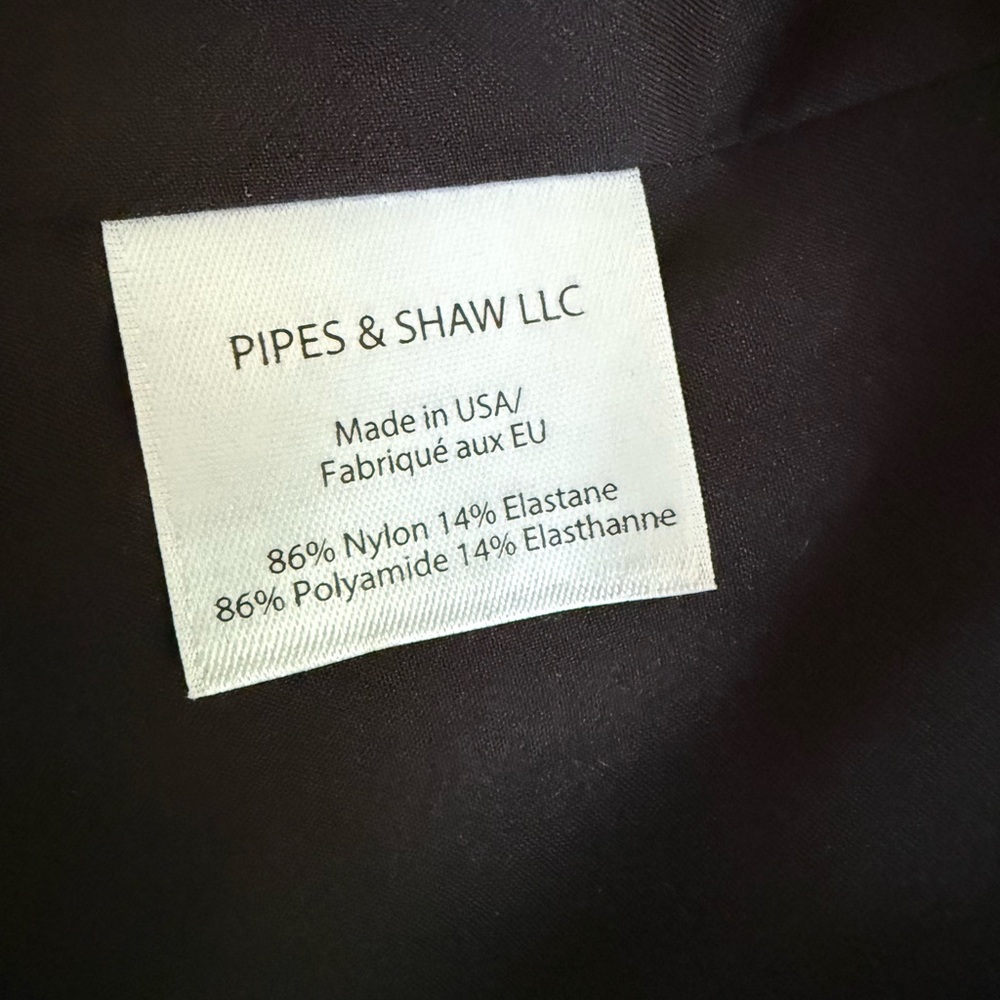 PIPES & SHAW LLC
Made in USA/
Fabriqué aux EU
86% Nylon 14% Elastane
86% Polyamide 14% Elasthanne